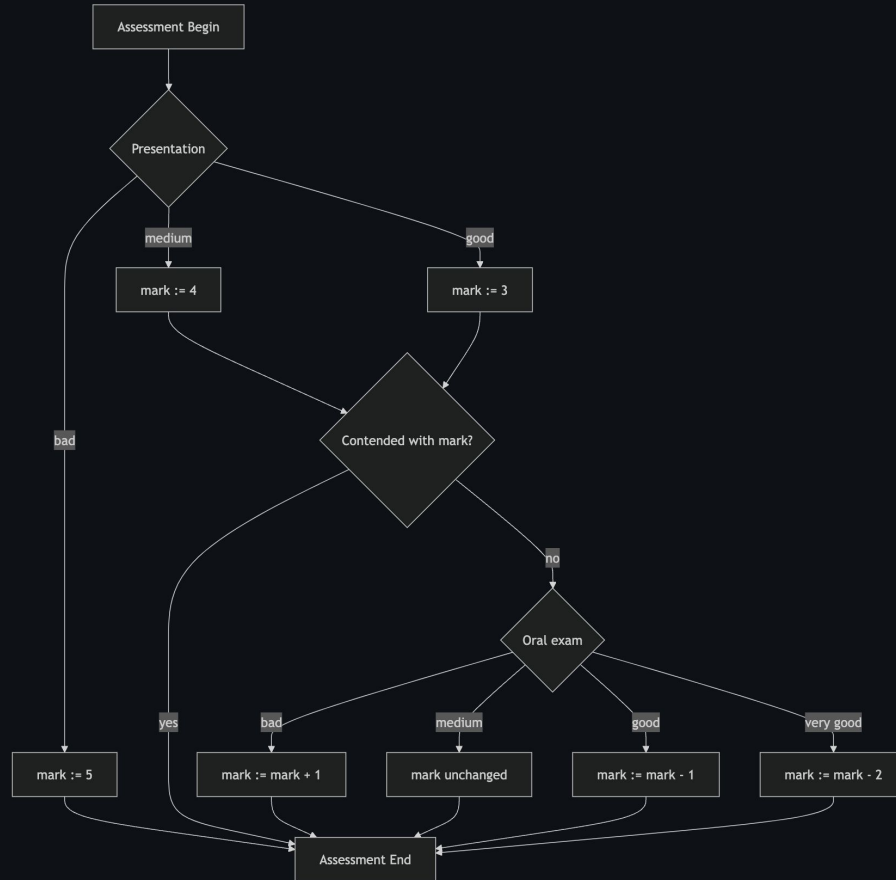 Assessment Begin
Presentation
medium
good
mark := 4
mark := 3
bad
Contended with mark?
no
Oral exam
yes
bad
medium
good
very good
mark := 5
mark := mark + 1
mark unchanged
mark := mark - 1
mark := mark - 2
Assessment End